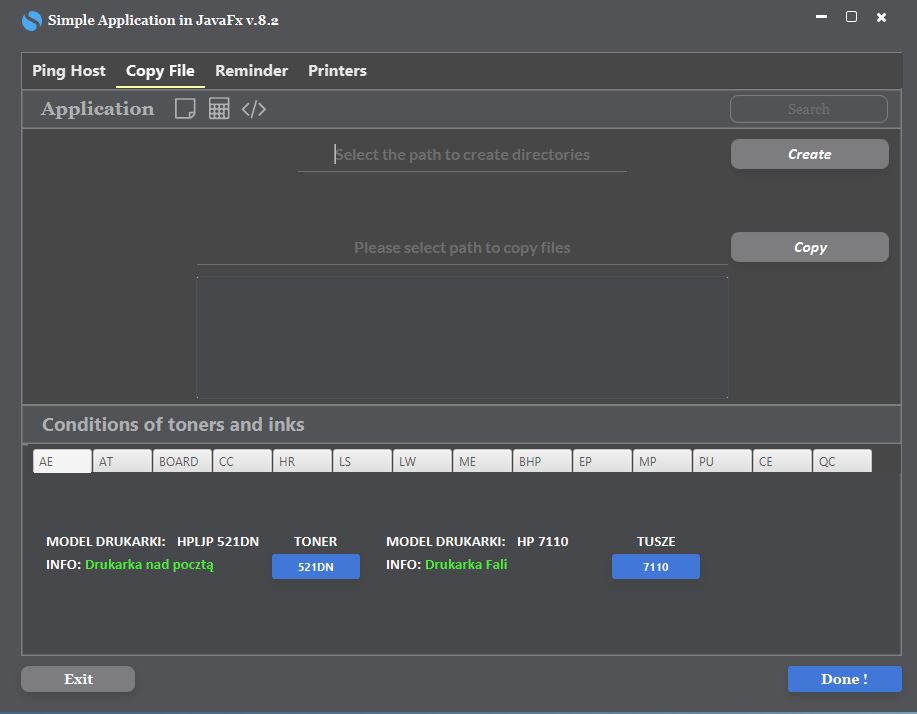 Simple Application in JavaFx v.8.2
Ping Host Copy File Reminder Printers
Application </> Search
Select the path to create directories Create
Please select path to copy files Copy
Conditions of toners and inks
AE AT BOARD CC HR LS LW ME BHP EP MP PU CE QC
MODEL DRUKARKI: HPLJP 521DN TONER MODEL DRUKARKI: HP 7110 TUSZE
INFO: Drukarka nad pocztą 521DN INFO: Drukarka Fali 7110
Exit Done !